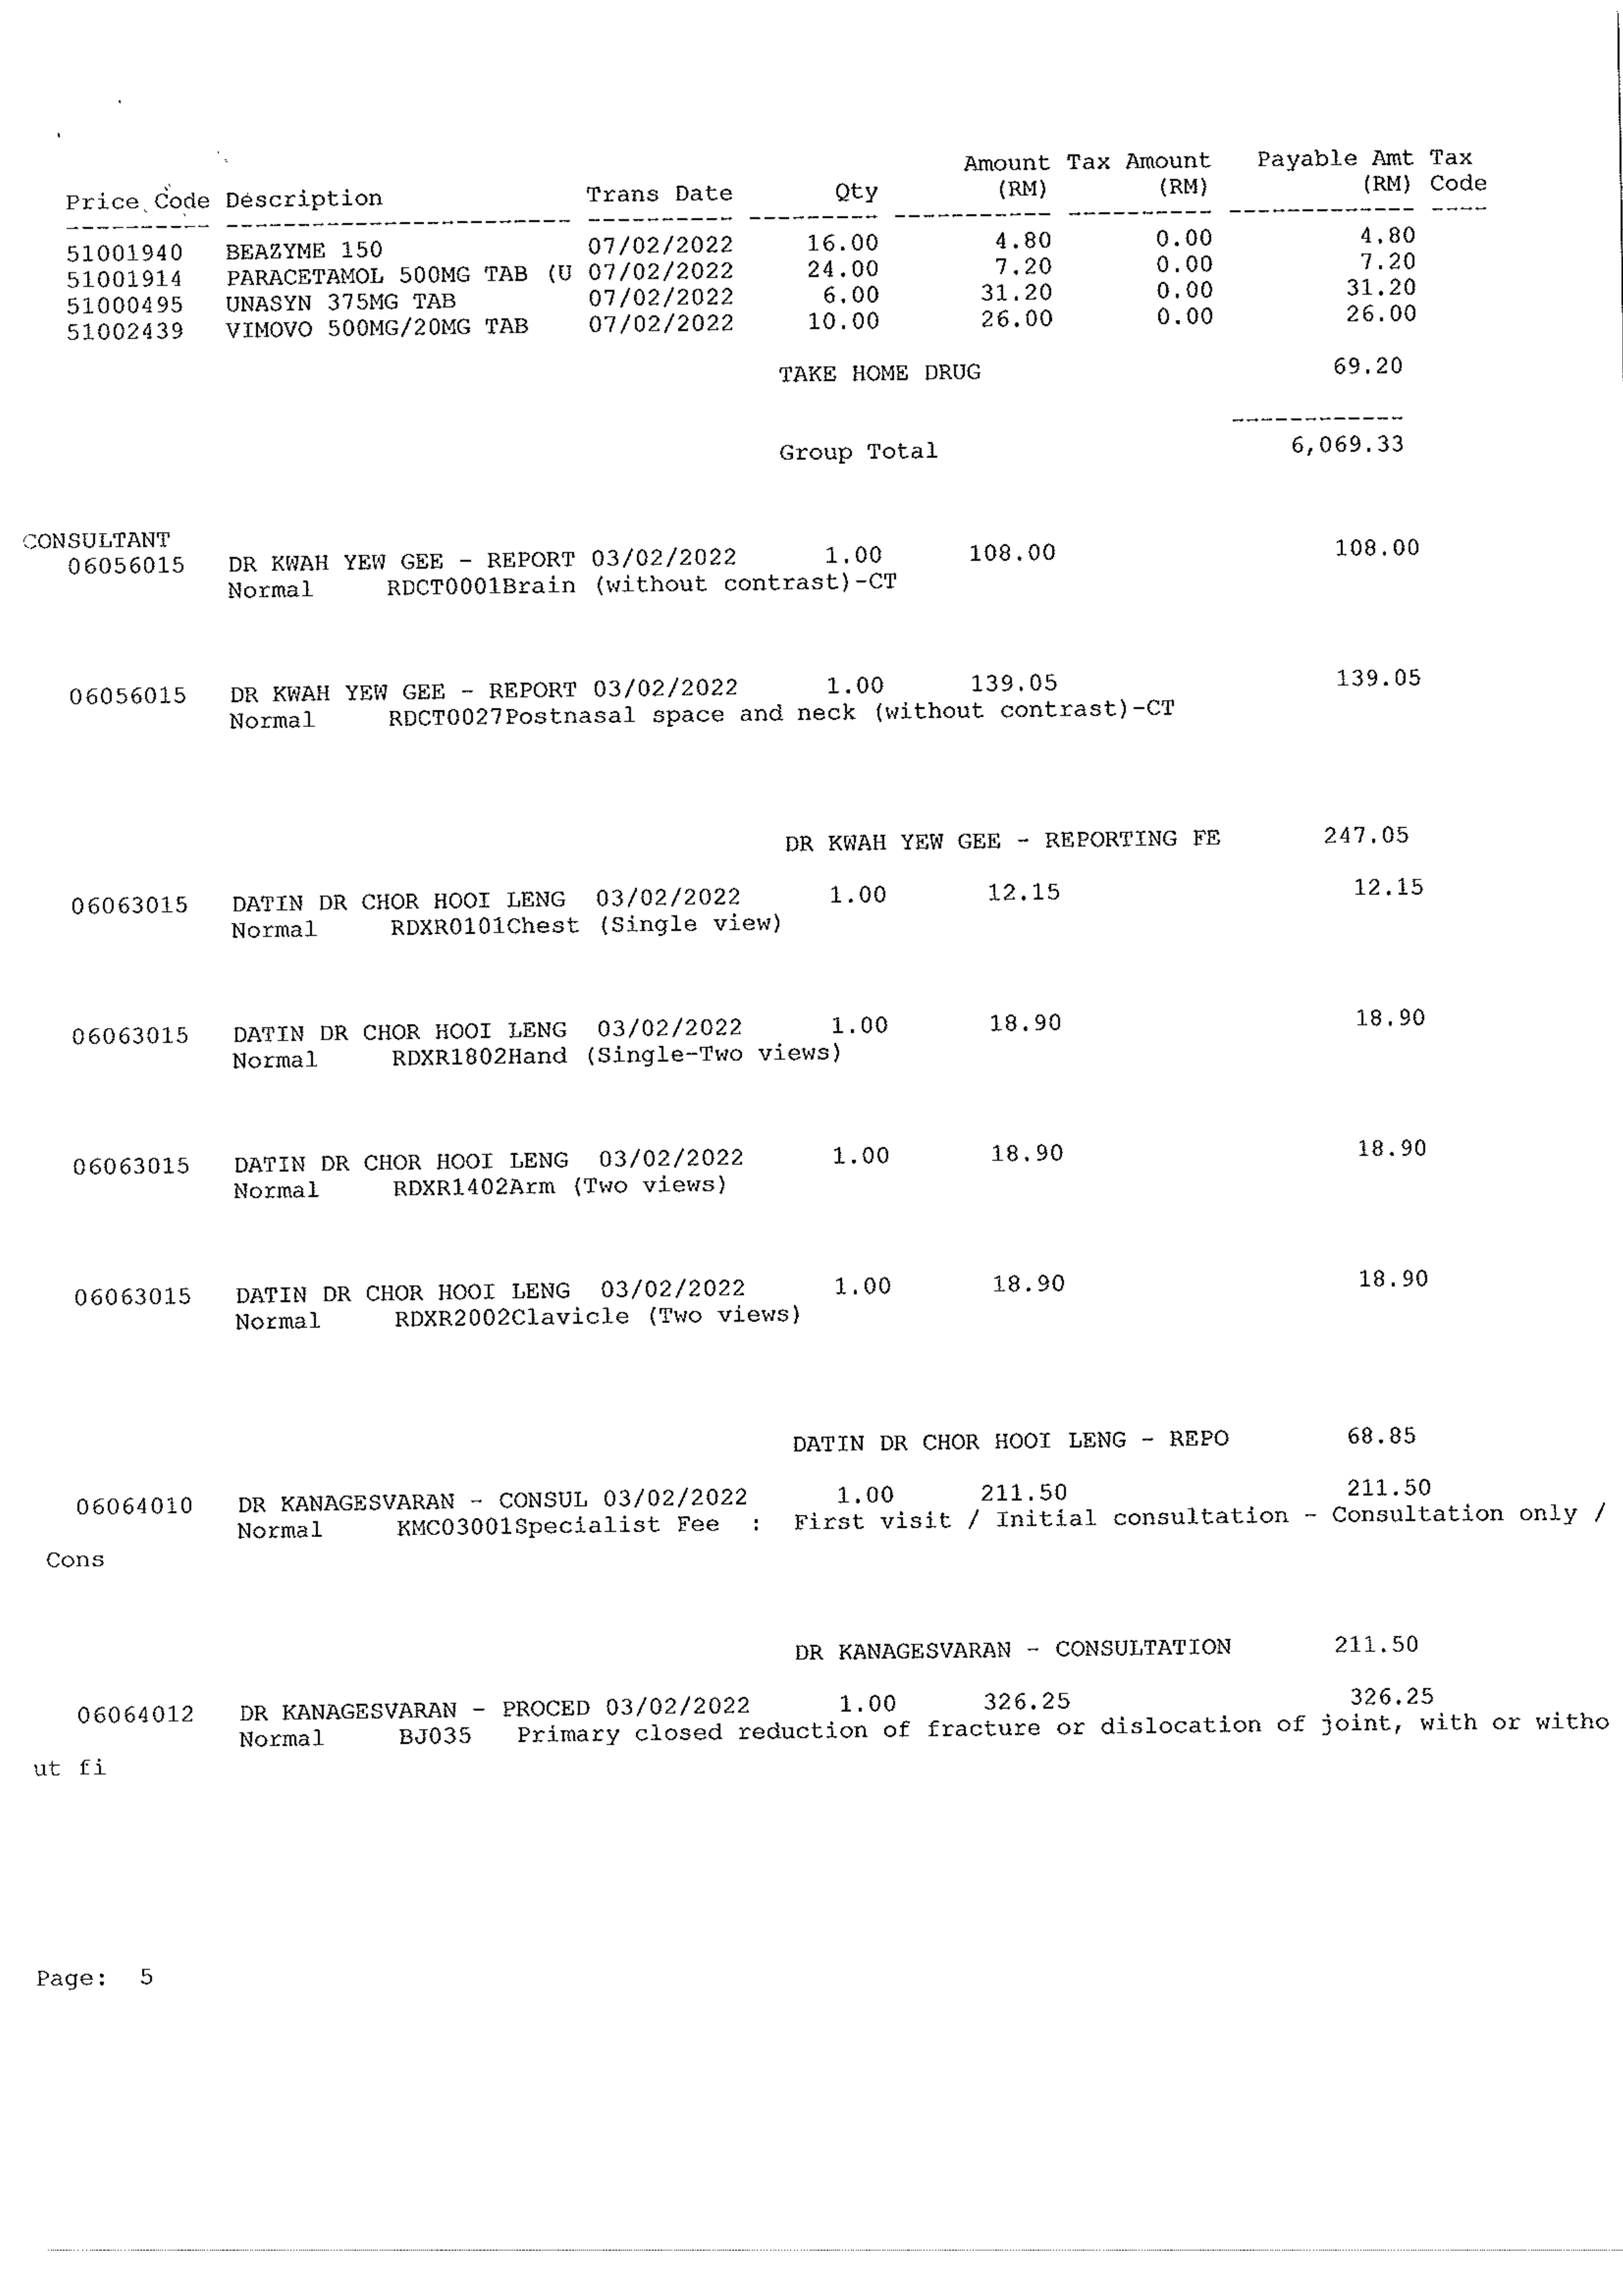 Amount Tax Amount Payable Amt Tax
Price Code Description Trans Date Qty (RM) (RM) (RM) Code
51001940 BEAZYME 150 07/02/2022 16.00 4.80 0.00 4.80
51001914 PARACETAMOL 500MG TAB (U 07/02/2022 24.00 7.20 0.00 7.20
51000495 UNASYN 375MG TAB 07/02/2022 6.00 31.20 0.00 31.20
51002439 VIMOVO 500MG/20MG TAB 07/02/2022 10.00 26.00 0.00 26.00
TAKE HOME DRUG 69.20
Group Total 6,069.33
CONSULTANT
06056015 DR KWAH YEW GEE - REPORT 03/02/2022 1.00 108.00 108.00
Normal RDCT0001Brain (without contrast)-CT
06056015 DR KWAH YEW GEE - REPORT 03/02/2022 1.00 139.05 139.05
Normal RDCT0027Postnasal space and neck (without contrast)-CT
DR KWAH YEW GEE - REPORTING FE 247.05
06063015 DATIN DR CHOR HOOI LENG 03/02/2022 1.00 12.15 12.15
Normal RDXR0101Chest (Single view)
06063015 DATIN DR CHOR HOOI LENG 03/02/2022 1.00 18.90 18.90
Normal RDXR1802Hand (Single-Two views)
06063015 DATIN DR CHOR HOOI LENG 03/02/2022 1.00 18.90 18.90
Normal RDXR1402Arm (Two views)
06063015 DATIN DR CHOR HOOI LENG 03/02/2022 1.00 18.90 18.90
Normal RDXR2002Clavicle (Two views)
DATIN DR CHOR HOOI LENG - REPO 68.85
06064010 DR KANAGESVARAN - CONSUL 03/02/2022 1.00 211.50 211.50
Normal KMC03001Specialist Fee : First visit / Initial consultation - Consultation only /
Cons
DR KANAGESVARAN - CONSULTATION 211.50
06064012 DR KANAGESVARAN - PROCED 03/02/2022 1.00 326.25 326.25
Normal BJ035 Primary closed reduction of fracture or dislocation of joint, with or witho
ut fi
Page: 5